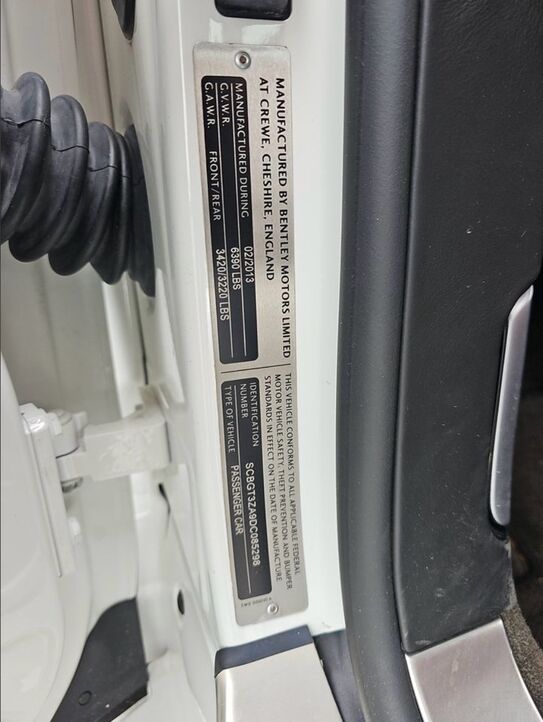 MANUFACTURED BY BENTLEY MOTORS LIMITED
AT CREWE, CHESHIRE, ENGLAND
MANUFACTURED DURING 02/2013
G.V.W.R. 6390 LBS
G.A.W.R. FRONT/REAR 3420/3220 LBS
THIS VEHICLE CONFORMS TO ALL APPLICABLE FEDERAL
MOTOR VEHICLE SAFETY, THEFT PREVENTION AND BUMPER
STANDARDS IN EFFECT ON THE DATE OF MANUFACTURE
IDENTIFICATION
NUMBER SCBGT3ZA9DC085298
TYPE OF VEHICLE PASSENGER CAR